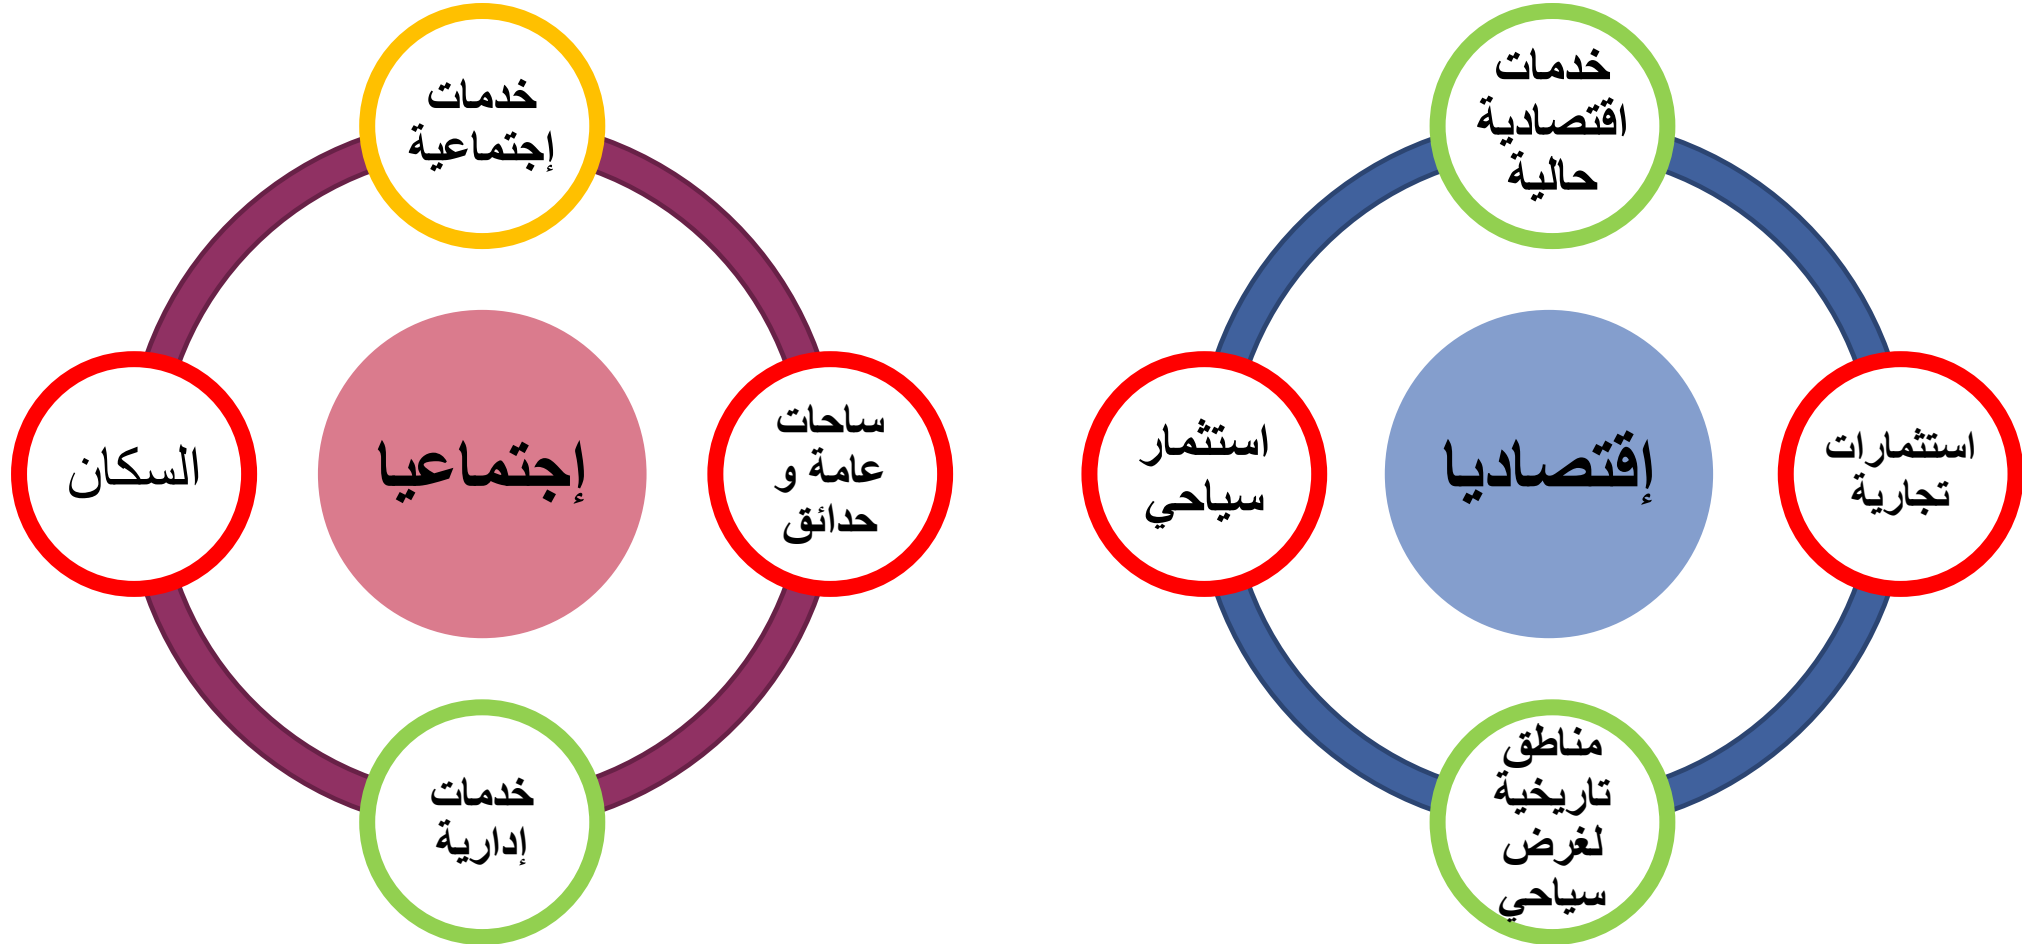 خدمات
اقتصادية
حالية
استثمارات
تجارية
إقتصاديا
استثمار
سياحي
مناطق
تاريخية
لغرض
سياحي
خدمات
إجتماعية
ساحات
عامة و
حدائق
إجتماعيا
السكان
خدمات
إدارية